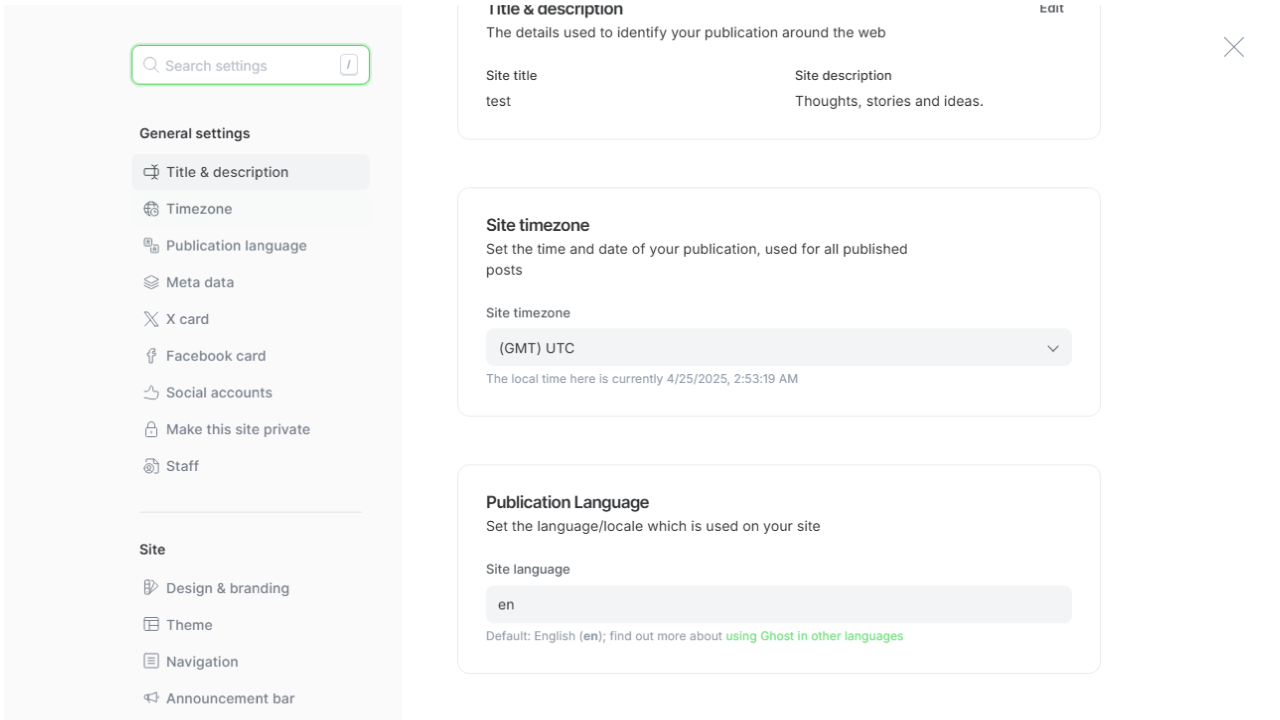 Search settings /
General settings
Title & description
Timezone
Publication language
Meta data
X card
Facebook card
Social accounts
Make this site private
Staff
Site
Design & branding
Theme
Navigation
Announcement bar
Title & description
Edit
The details used to identify your publication around the web
Site title
test
Site description
Thoughts, stories and ideas.
Site timezone
Set the time and date of your publication, used for all published
posts
Site timezone
(GMT) UTC
The local time here is currently 4/25/2025, 2:53:19 AM
Publication Language
Set the language/locale which is used on your site
Site language
en
Default: English (en); find out more about using Ghost in other languages